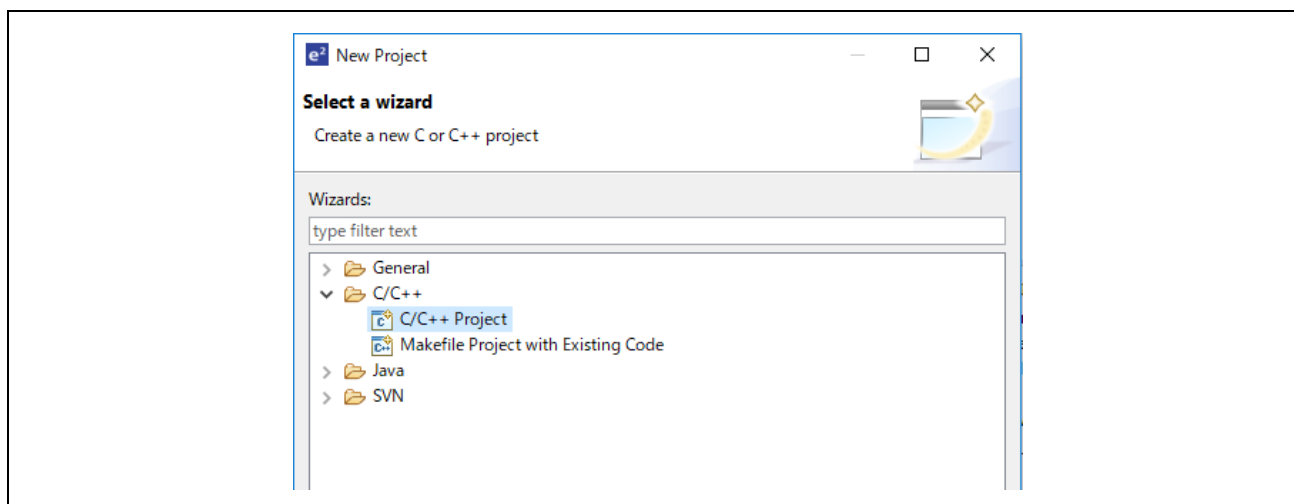 e² New Project
Select a wizard
Create a new C or C++ project
Wizards:
type filter text
General
C/C++
C/C++ Project
Makefile Project with Existing Code
Java
SVN